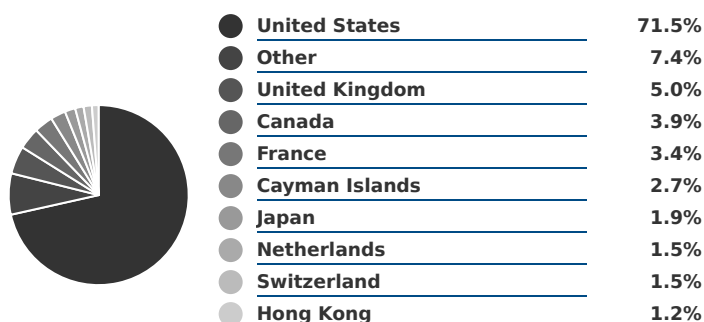 United States 71.5%
Other 7.4%
United Kingdom 5.0%
Canada 3.9%
France 3.4%
Cayman Islands 2.7%
Japan 1.9%
Netherlands 1.5%
Switzerland 1.5%
Hong Kong 1.2%